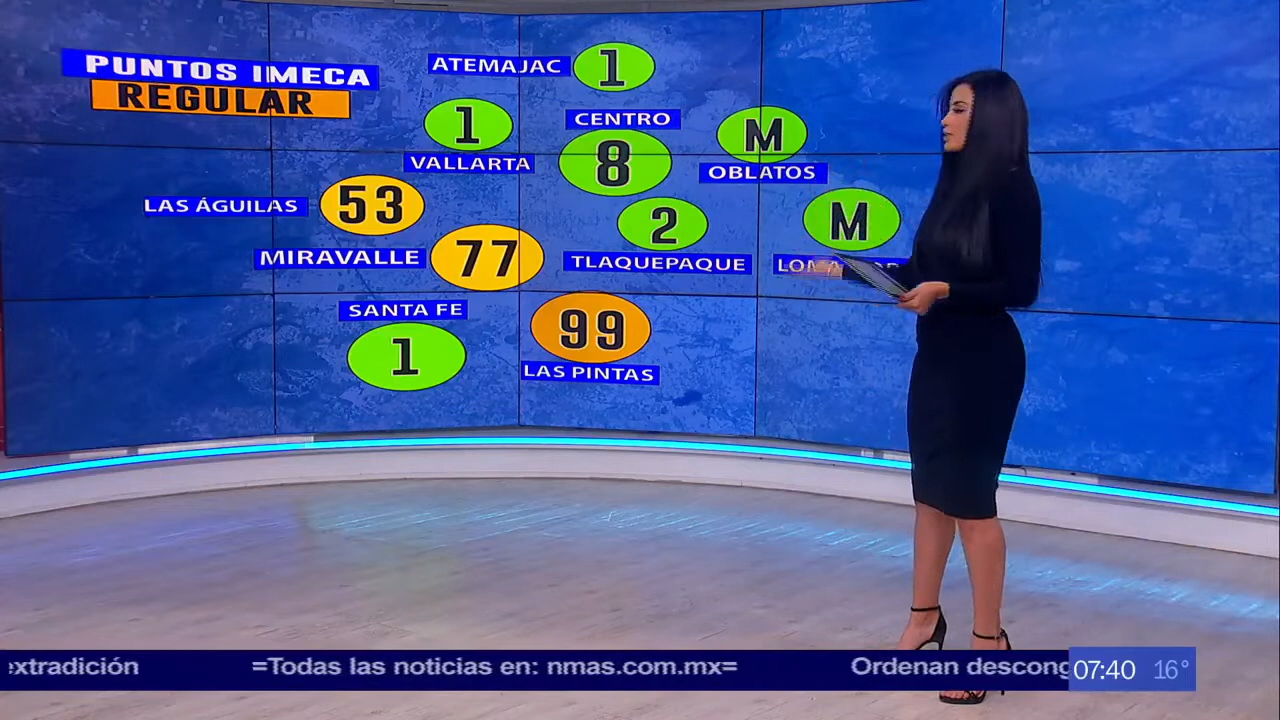 PUNTOS IMECA
REGULAR
ATEMAJAC
1
1
VALLARTA
CENTRO
8
M
OBLATOS
LAS ÁGUILAS
53
MIRAVALLE
77
2
TLAQUEPAQUE
M
SANTA FE
1
99
LAS PINTAS
extradición =Todas las noticias en: nmas.com.mx= Ordenan descong
07:40 16°